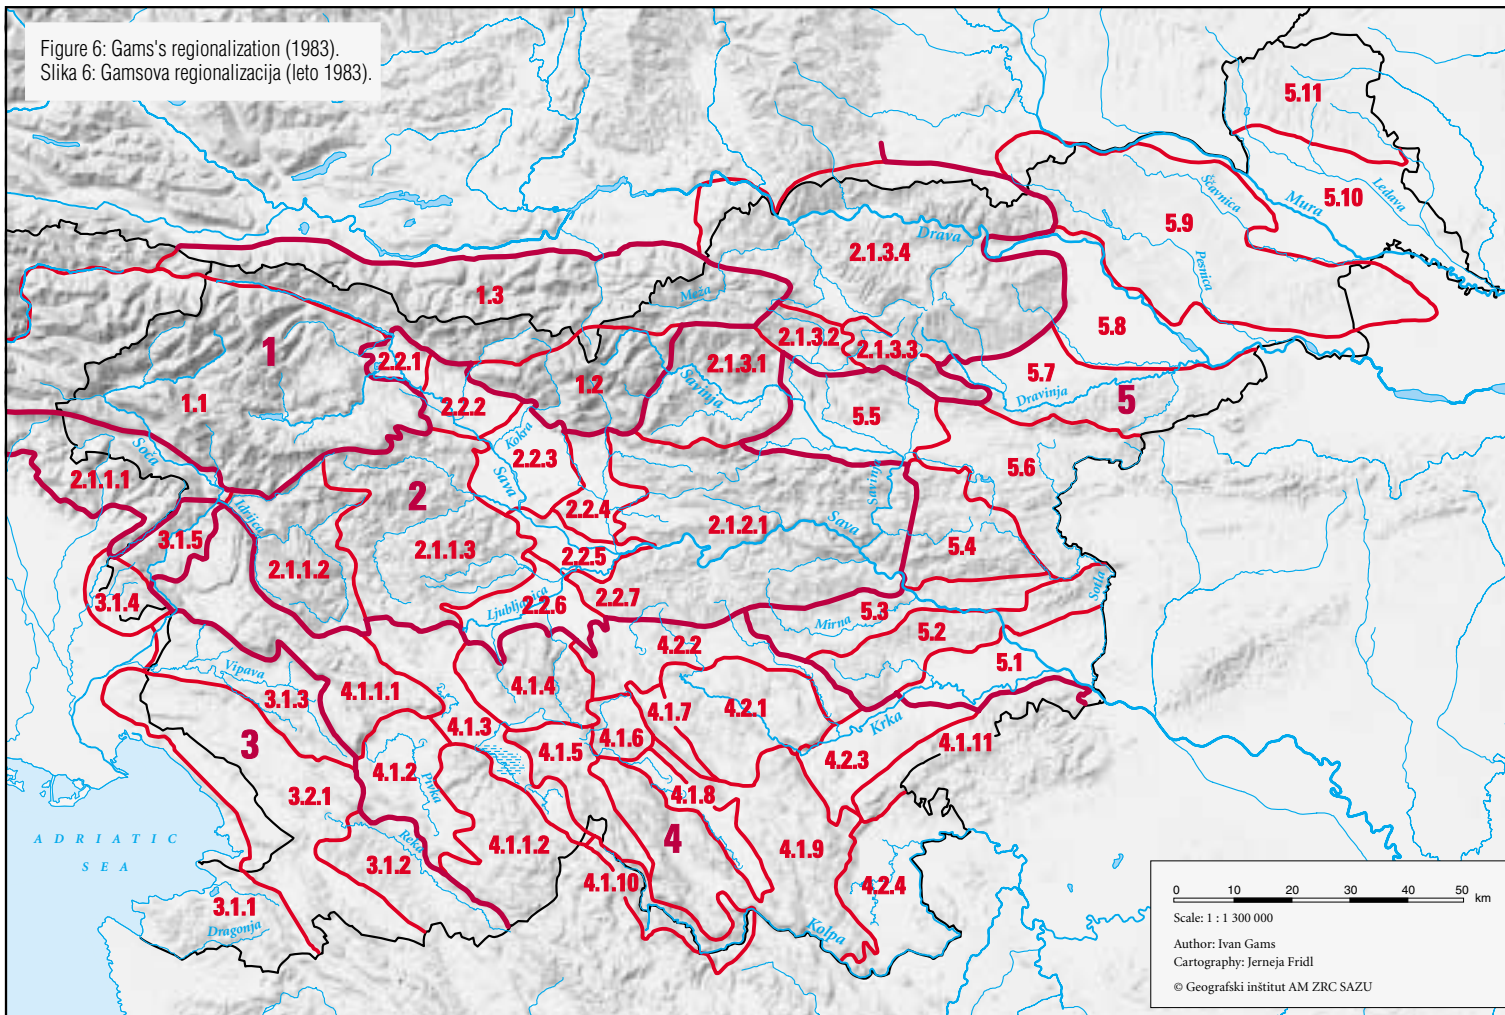 Figure 6: Gams's regionalization (1983).
Slika 6: Gamsova regionalizacija (leto 1983).
5.11
5.10
Ledava
Mura
Ščavnica
5.9
Pesnica
Drava
2.1.3.4
1.3
Meža
5.8
2.1.3.2
2.1.3.3
1
2.2.1
2.1.3.1
Savinja
1.2
5.7
Dravinja
5
1.1
2.2.2
5.5
Kokra
Soča
2.2.3
5.6
2.1.1.1
Sava
Savinja
2
2.2.4
Idrijca
2.1.2.1
Sava
3.1.5
2.1.1.3
2.2.5
5.4
2.1.1.2
Sotla
3.1.4
Ljubljanica
2.2.6
2.2.7
5.3
Mirna
5.2
4.2.2
5.1
Vipava
3.1.3
4.1.1.1
4.1.4
4.1.7
4.2.1
Krka
4.1.3
3
4.1.5
4.1.6
4.2.3
4.1.11
4.1.2
Pivka
3.2.1
4.1.8
ADRIATIC
SEA
Reka
4.1.1.2
4
4.1.9
3.1.2
4.1.10
4.2.4
3.1.1
Dragonja
Kolpa
0 10 20 30 40 50 km
Scale: 1 : 1 300 000
Author: Ivan Gams
Cartography: Jerneja Fridl
© Geografski inštitut AM ZRC SAZU